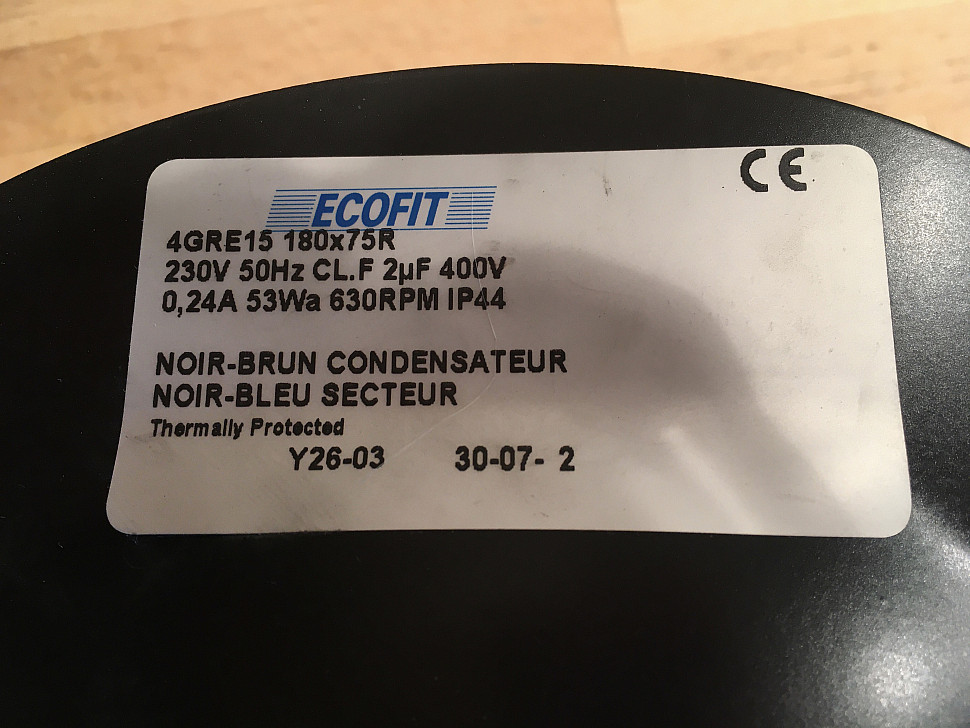 CE
ECOFIT
4GRE15 180x75R
230V 50Hz CL.F 2µF 400V
0,24A 53Wa 630RPM IP44
NOIR-BRUN CONDENSATEUR
NOIR-BLEU SECTEUR
Thermally Protected
Y26-03 30-07- 2